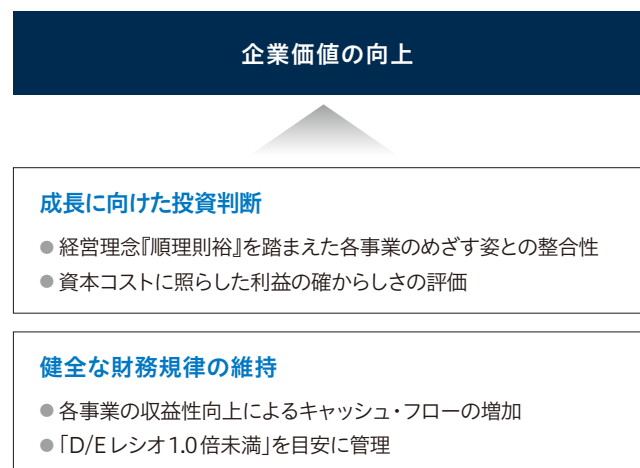 企業価値の向上
成長に向けた投資判断
● 経営理念『順理則裕』を踏まえた各事業のめざす姿との整合性
● 資本コストに照らした利益の確からしさの評価
健全な財務規律の維持
● 各事業の収益性向上によるキャッシュ・フローの増加
● 「D/Eレシオ1.0倍未満」を目安に管理